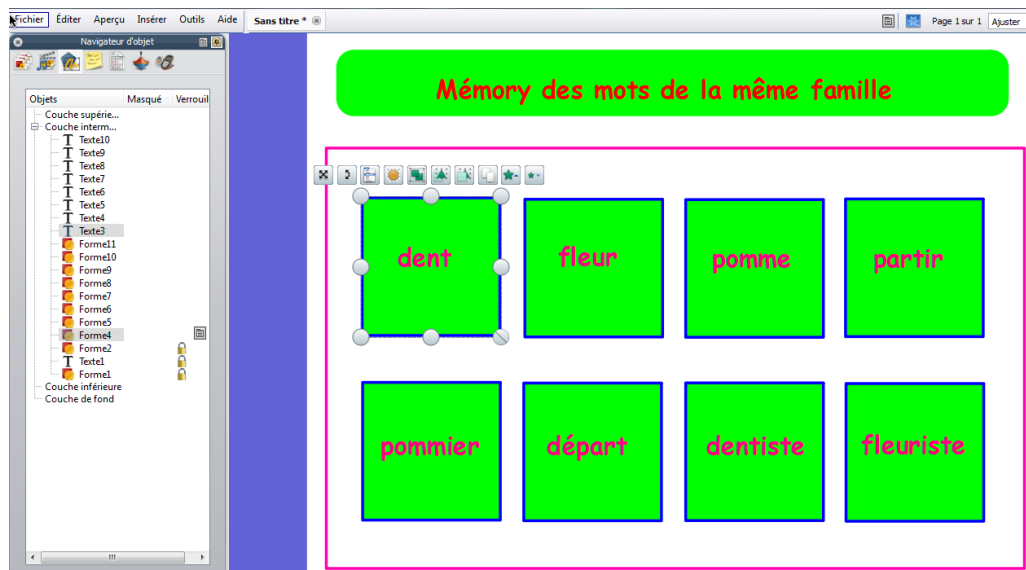 Fichier Éditer Aperçu Insérer Outils Aide Sans titre * Page 1 sur 1 Ajuster
Navigateur d'objet
Objets Masqué Verrouil
Couche supérie...
Couche interm...
Texte10
Texte9
Texte8
Texte7
Texte6
Texte5
Texte4
Texte3
Forme11
Forme10
Forme9
Forme8
Forme7
Forme6
Forme5
Forme4
Forme2
Texte1
Forme1
Couche inférieure
Couche de fond
Mémory des mots de la même famille
dent fleur pomme partir
pommier départ dentiste fleuriste